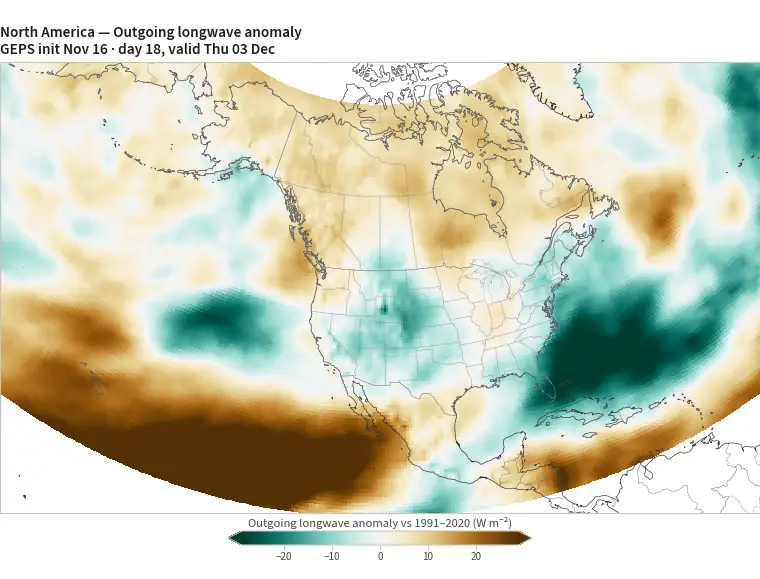 North America — Outgoing longwave anomaly
GEPS init Nov 16 · day 18, valid Thu 03 Dec
Outgoing longwave anomaly vs 1991–2020 (W m⁻²)
−20 −10 0 10 20